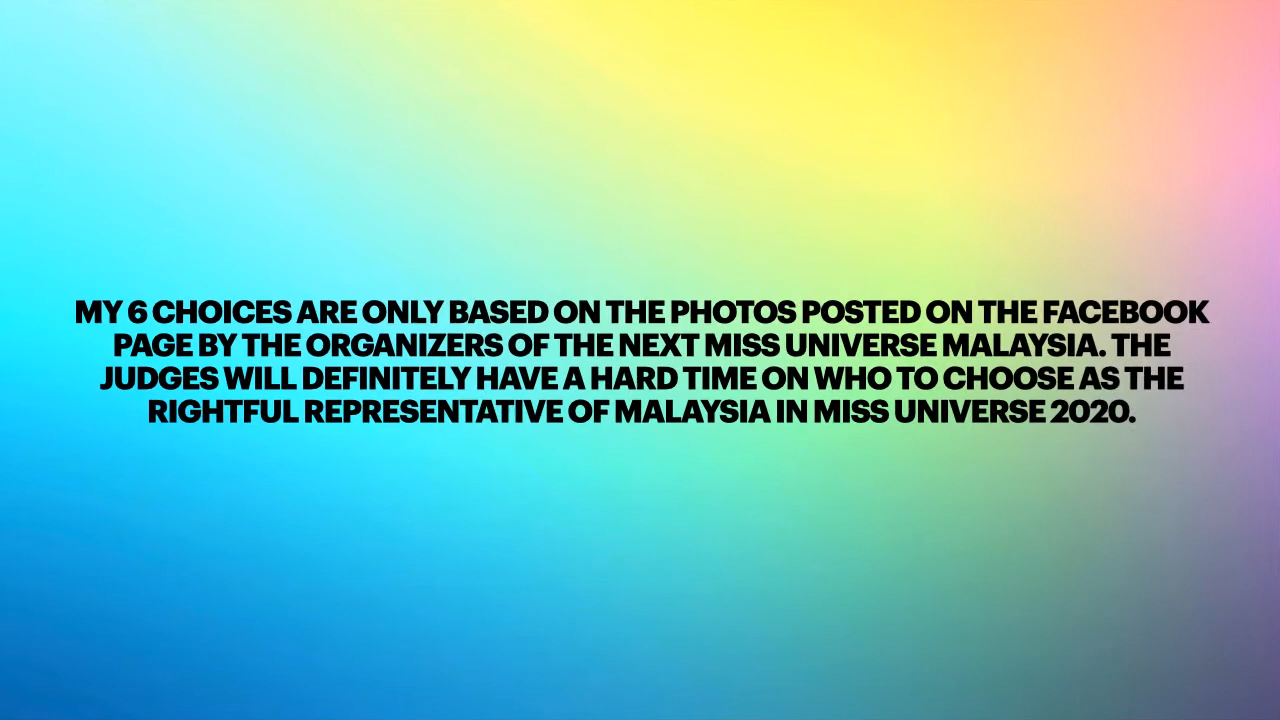 MY 6 CHOICES ARE ONLY BASED ON THE PHOTOS POSTED ON THE FACEBOOK
PAGE BY THE ORGANIZERS OF THE NEXT MISS UNIVERSE MALAYSIA. THE
JUDGES WILL DEFINITELY HAVE A HARD TIME ON WHO TO CHOOSE AS THE
RIGHTFUL REPRESENTATIVE OF MALAYSIA IN MISS UNIVERSE 2020.